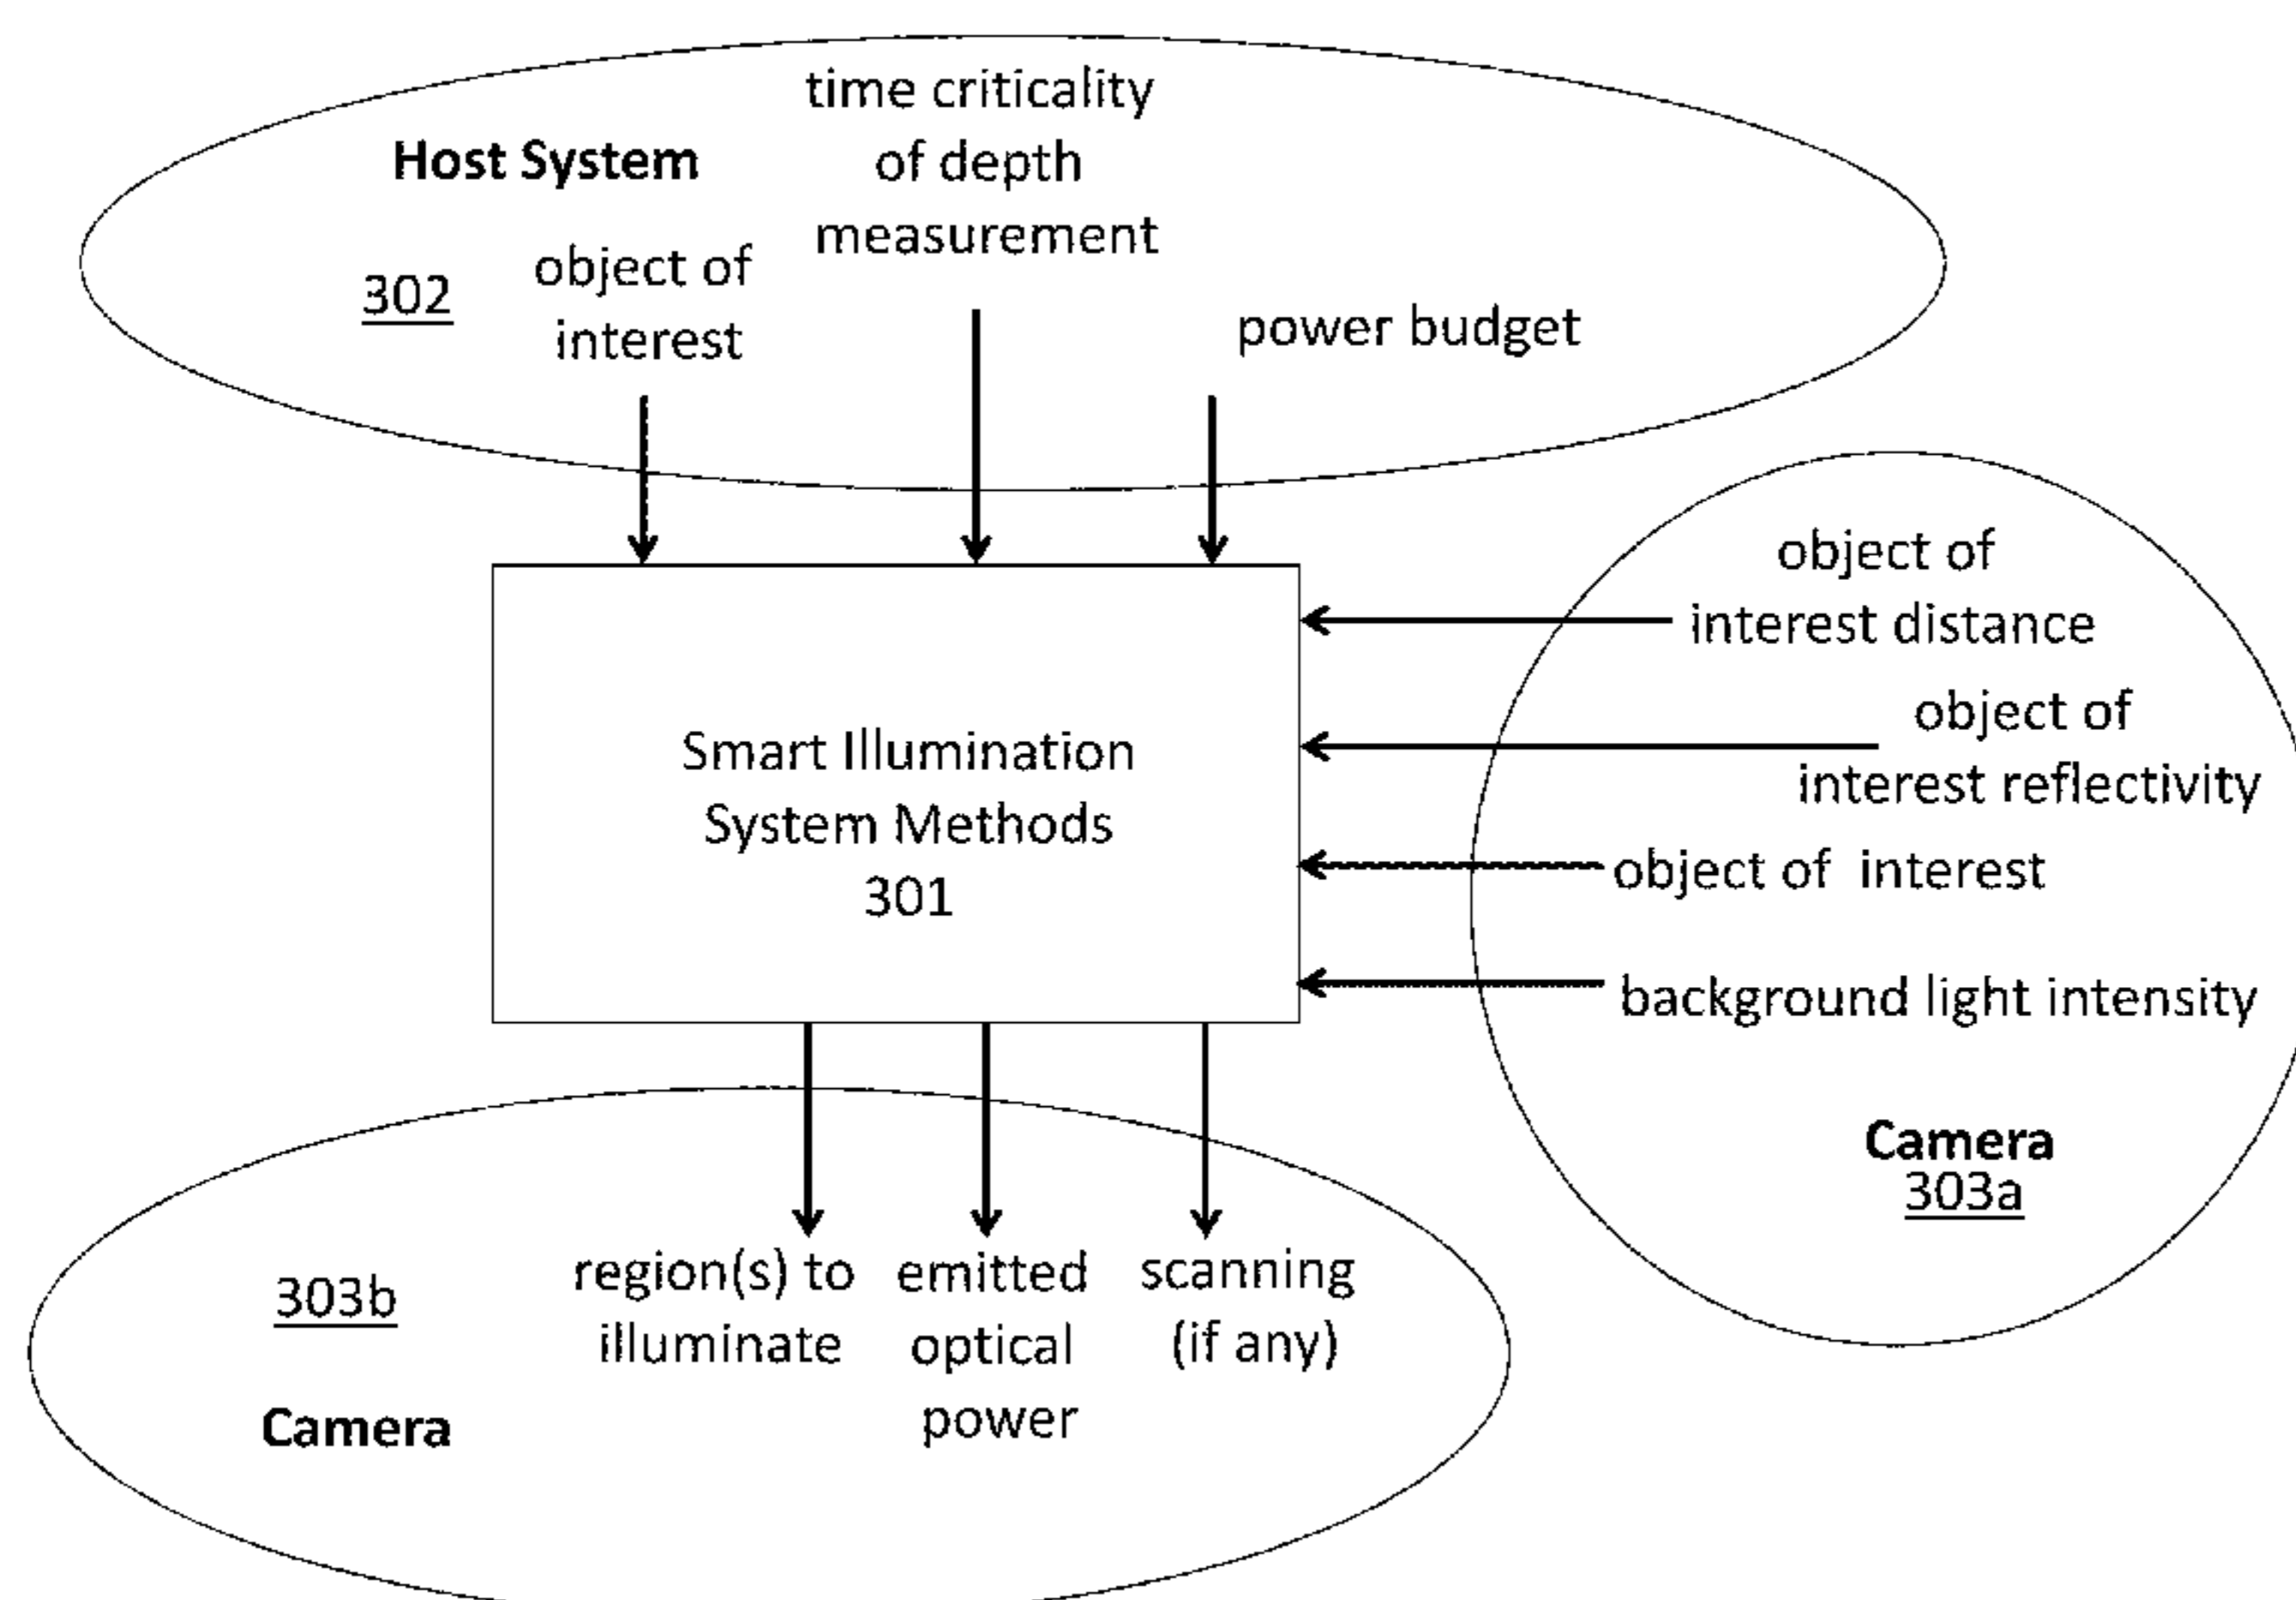 time criticality
of depth
measurement
Host System
302
object of
interest
power budget
object of
interest distance
object of
interest reflectivity
object of interest
background light intensity
Camera
303a
Smart Illumination
System Methods
301
303b
Camera
region(s) to
illuminate
emitted
optical
power
scanning
(if any)